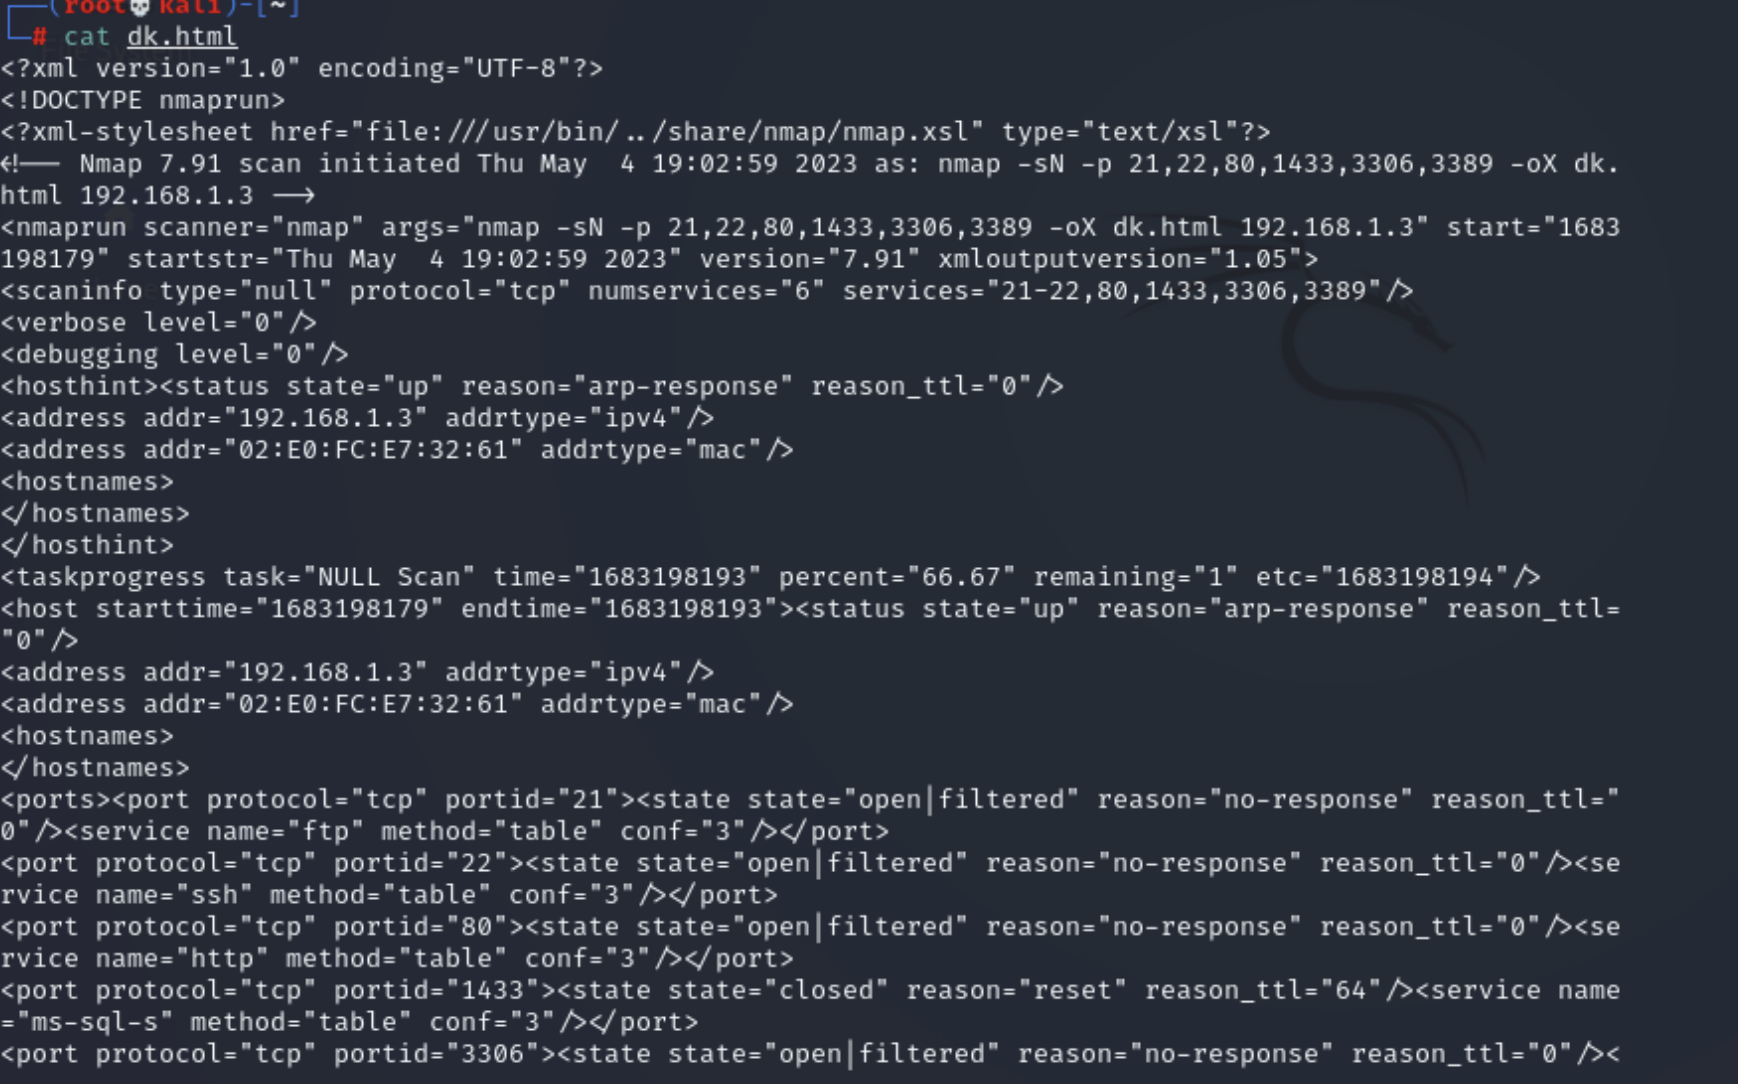 (root💀kali)-[~]
# cat dk.html
<?xml version="1.0" encoding="UTF-8"?>
<!DOCTYPE nmaprun>
<?xml-stylesheet href="file:///usr/bin/../share/nmap/nmap.xsl" type="text/xsl"?>
<!-- Nmap 7.91 scan initiated Thu May  4 19:02:59 2023 as: nmap -sN -p 21,22,80,1433,3306,3389 -oX dk.
html 192.168.1.3 -->
<nmaprun scanner="nmap" args="nmap -sN -p 21,22,80,1433,3306,3389 -oX dk.html 192.168.1.3" start="1683
198179" startstr="Thu May  4 19:02:59 2023" version="7.91" xmloutputversion="1.05">
<scaninfo type="null" protocol="tcp" numservices="6" services="21-22,80,1433,3306,3389"/>
<verbose level="0"/>
<debugging level="0"/>
<hosthint><status state="up" reason="arp-response" reason_ttl="0"/>
<address addr="192.168.1.3" addrtype="ipv4"/>
<address addr="02:E0:FC:E7:32:61" addrtype="mac"/>
<hostnames>
</hostnames>
</hosthint>
<taskprogress task="NULL Scan" time="1683198193" percent="66.67" remaining="1" etc="1683198194"/>
<host starttime="1683198179" endtime="1683198193"><status state="up" reason="arp-response" reason_ttl=
"0"/>
<address addr="192.168.1.3" addrtype="ipv4"/>
<address addr="02:E0:FC:E7:32:61" addrtype="mac"/>
<hostnames>
</hostnames>
<ports><port protocol="tcp" portid="21"><state state="open|filtered" reason="no-response" reason_ttl="
0"/><service name="ftp" method="table" conf="3"/></port>
<port protocol="tcp" portid="22"><state state="open|filtered" reason="no-response" reason_ttl="0"/><se
rvice name="ssh" method="table" conf="3"/></port>
<port protocol="tcp" portid="80"><state state="open|filtered" reason="no-response" reason_ttl="0"/><se
rvice name="http" method="table" conf="3"/></port>
<port protocol="tcp" portid="1433"><state state="closed" reason="reset" reason_ttl="64"/><service name
="ms-sql-s" method="table" conf="3"/></port>
<port protocol="tcp" portid="3306"><state state="open|filtered" reason="no-response" reason_ttl="0"/><